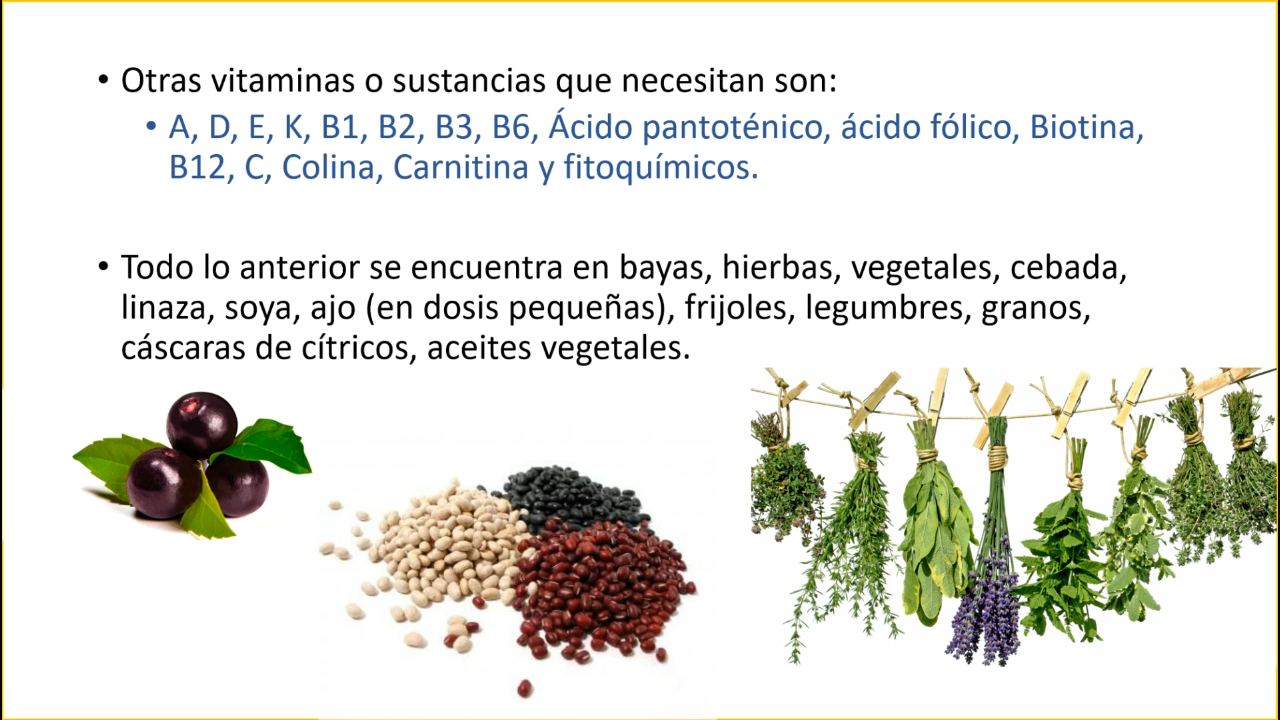 • Otras vitaminas o sustancias que necesitan son:
• A, D, E, K, B1, B2, B3, B6, Ácido pantoténico, ácido fólico, Biotina,
B12, C, Colina, Carnitina y fitoquímicos.
• Todo lo anterior se encuentra en bayas, hierbas, vegetales, cebada,
linaza, soya, ajo (en dosis pequeñas), frijoles, legumbres, granos,
cáscaras de cítricos, aceites vegetales.